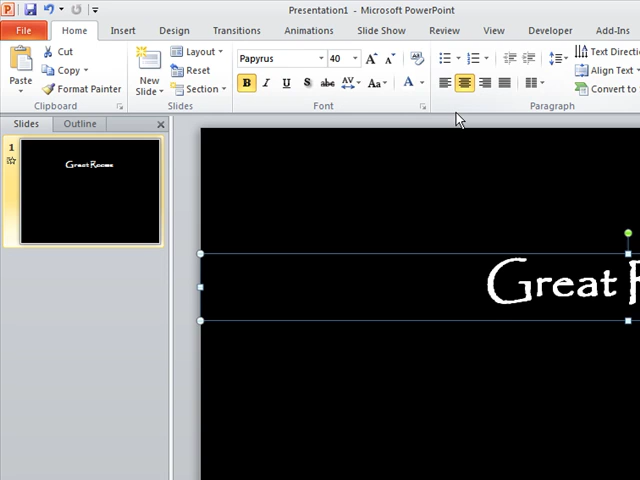 Presentation1 - Microsoft PowerPoint
File Home Insert Design Transitions Animations Slide Show Review View Developer Add-Ins
Paste
Cut
Copy
Format Painter
Clipboard
New
Slide
Layout
Reset
Section
Slides
Papyrus 40
B I U S abc AV Aa A
Font
Text Directi
Align Text
Convert to
Paragraph
Slides Outline
1
Great Rooms
Great R